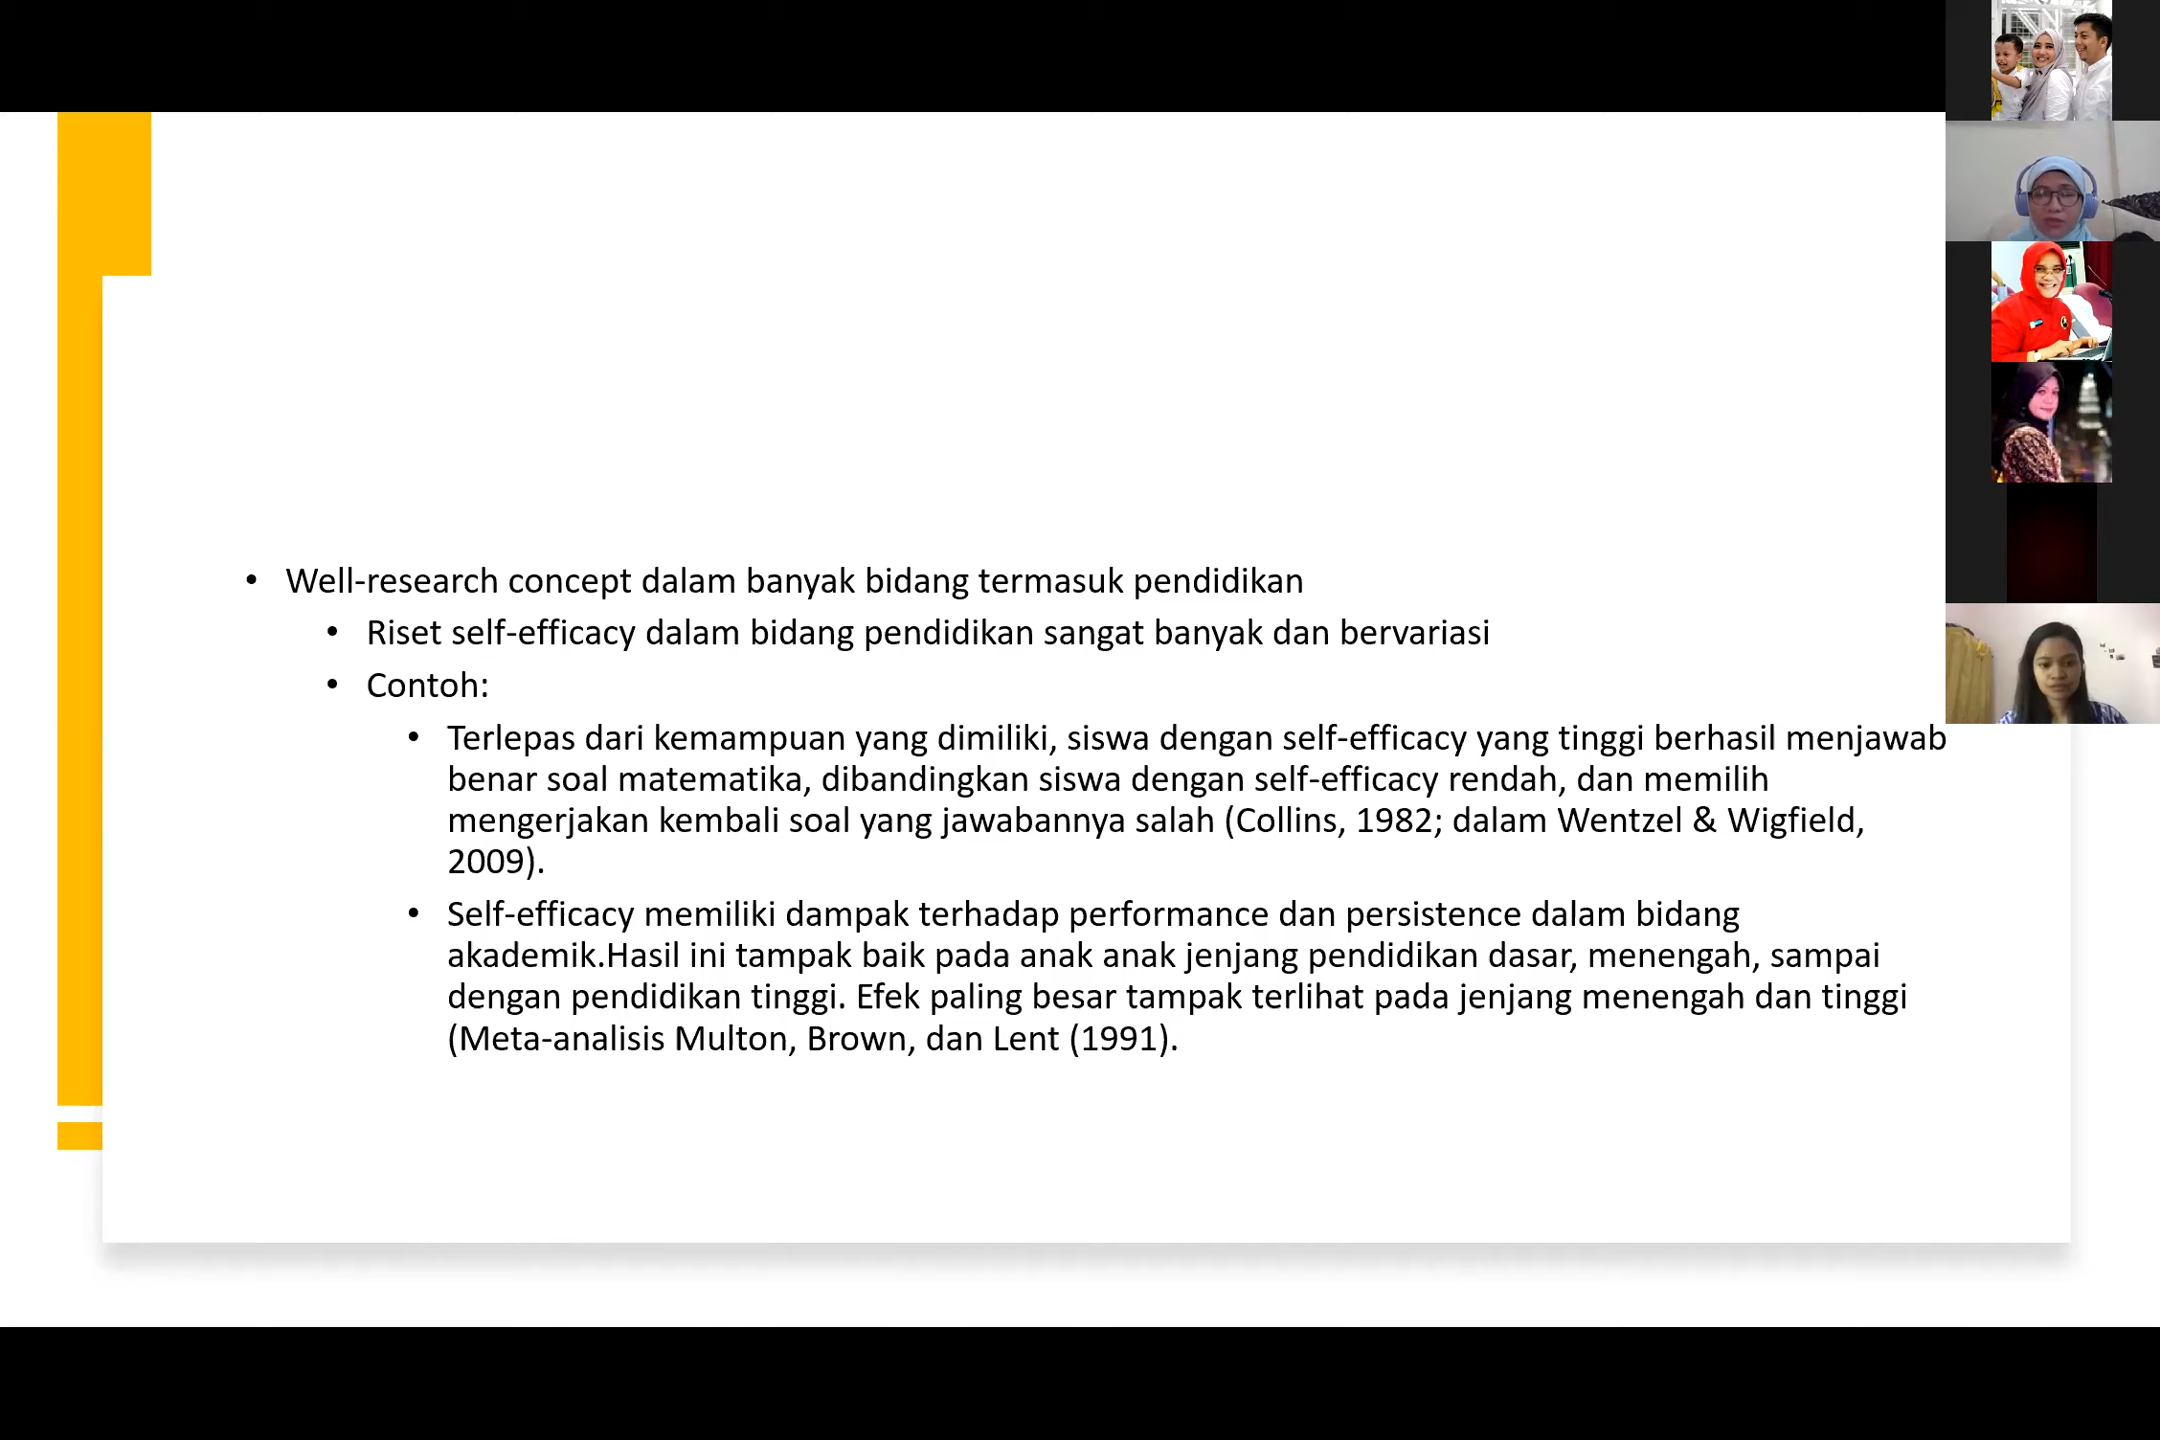 • Well-research concept dalam banyak bidang termasuk pendidikan
• Riset self-efficacy dalam bidang pendidikan sangat banyak dan bervariasi
• Contoh:
• Terlepas dari kemampuan yang dimiliki, siswa dengan self-efficacy yang tinggi berhasil menjawab
benar soal matematika, dibandingkan siswa dengan self-efficacy rendah, dan memilih
mengerjakan kembali soal yang jawabannya salah (Collins, 1982; dalam Wentzel & Wigfield,
2009).
• Self-efficacy memiliki dampak terhadap performance dan persistence dalam bidang
akademik.Hasil ini tampak baik pada anak anak jenjang pendidikan dasar, menengah, sampai
dengan pendidikan tinggi. Efek paling besar tampak terlihat pada jenjang menengah dan tinggi
(Meta-analisis Multon, Brown, dan Lent (1991).